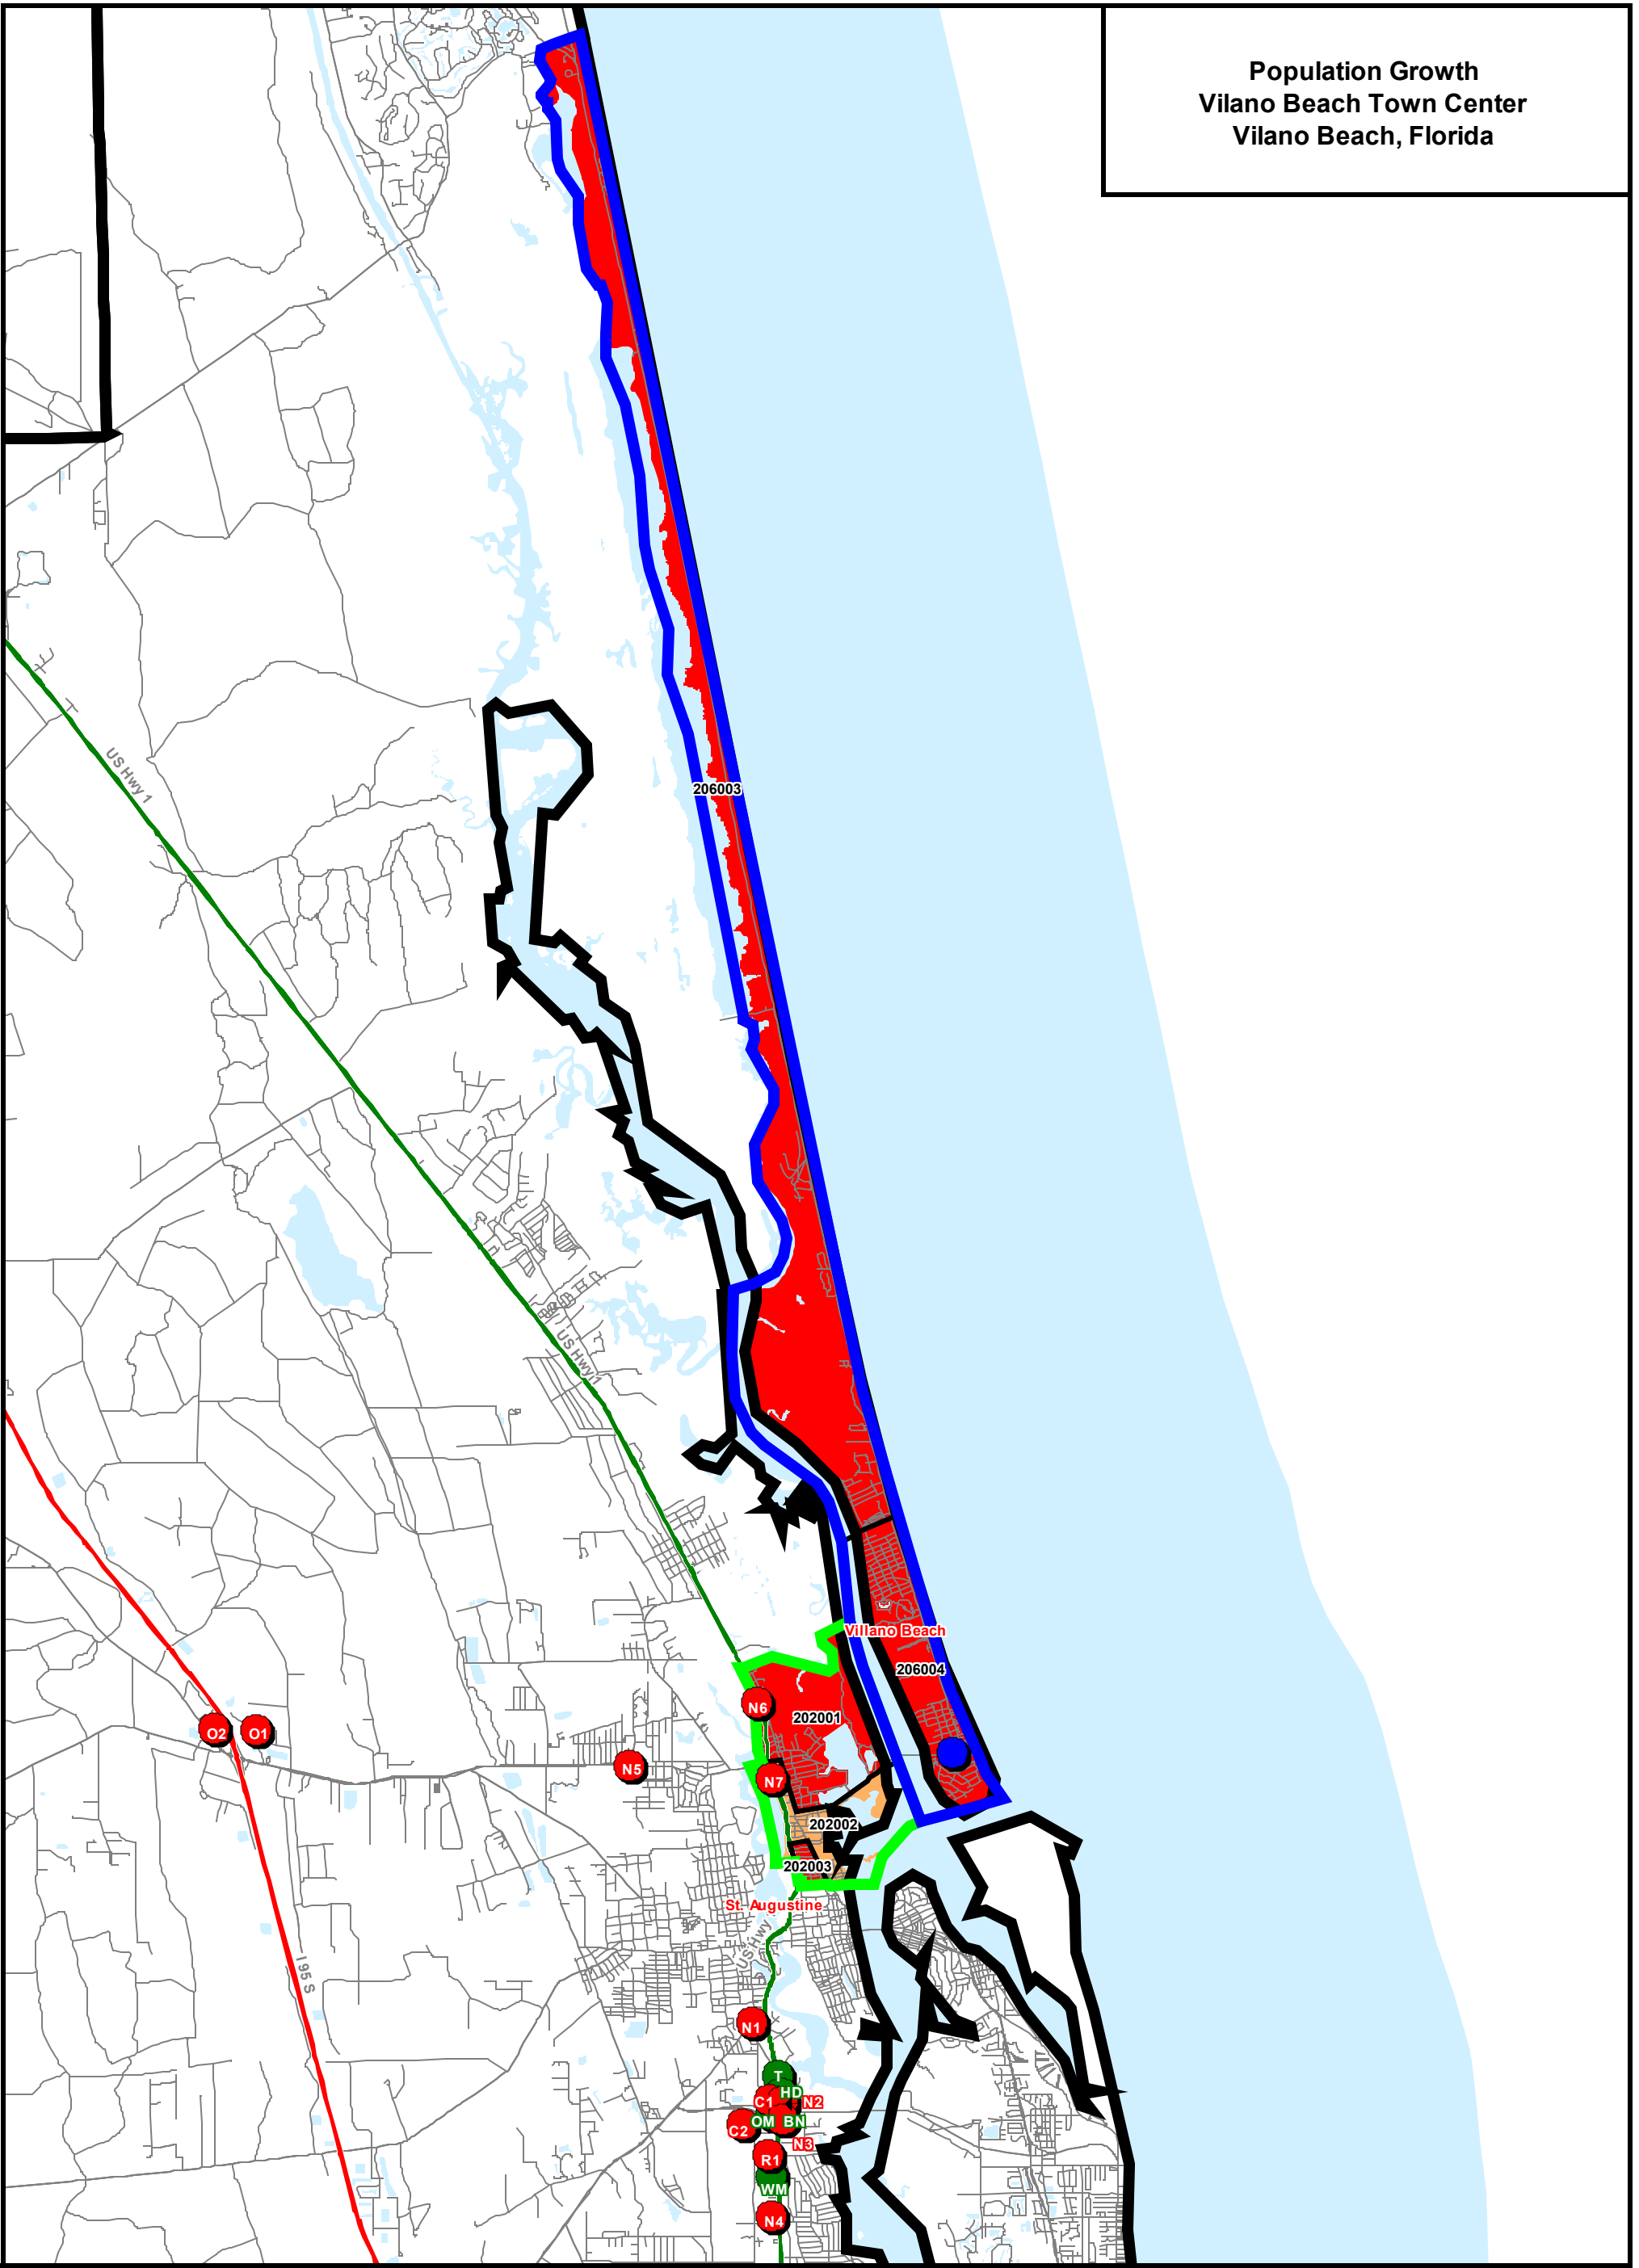 Population Growth
Vilano Beach Town Center
Vilano Beach, Florida
US Hwy 1
206003
US Hwy 1
Villano Beach
206004
N6
202001
O2
O1
N5
N7
202002
202003
St. Augustine
US Hwy
I 95 S
N1
T
HD
C1
N2
OM
BN
C2
N3
R1
WM
N4